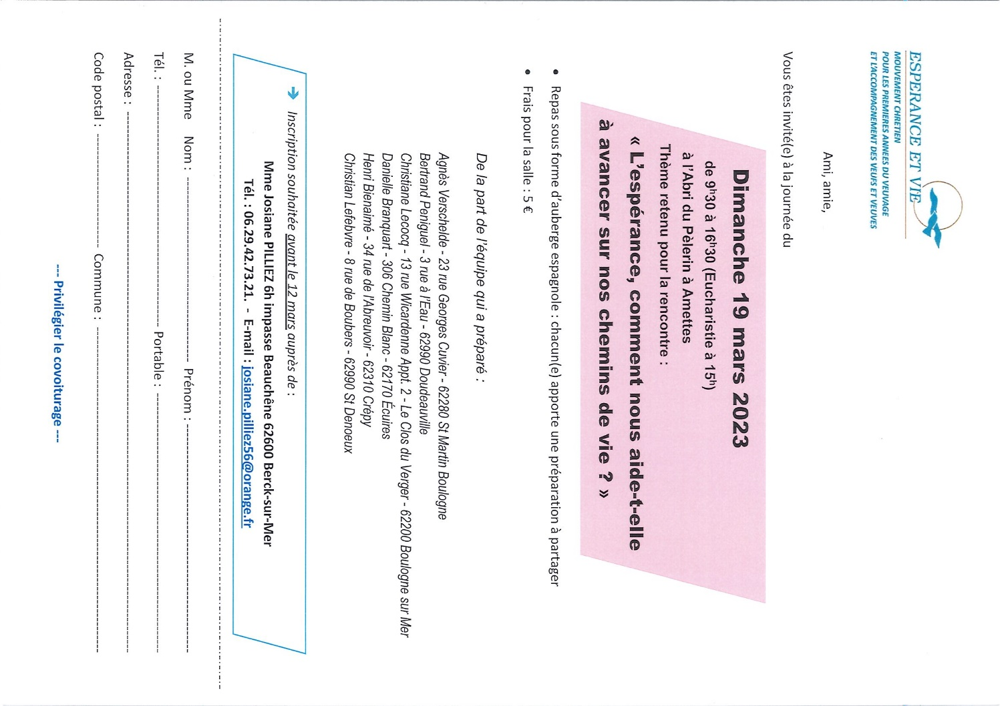 ESPERANCE ET VIE
MOUVEMENT CHRETIEN
POUR LES PREMIERES ANNEES DU VEUVAGE
ET L'ACCOMPAGNEMENT DES VEUFS ET VEUVES
Ami, amie,
Vous êtes invité(e) à la journée du
Dimanche 19 mars 2023
de 9h30 à 16h30 (Eucharistie à 15h)
à l'Abri du Pèlerin à Amettes
Thème retenu pour la rencontre :
« L'espérance, comment nous aide-t-elle
à avancer sur nos chemins de vie ? »
• Repas sous forme d'auberge espagnole : chacun(e) apporte une préparation à partager
• Frais pour la salle : 5 €
De la part de l'équipe qui a préparé :
Agnès Verschelde - 23 rue Georges Cuvier - 62280 St Martin Boulogne
Bertrand Peniguel - 3 rue à l'Eau - 62990 Doudeauville
Christiane Lecocq - 13 rue Wicardenne Appt. 2 - Le Clos du Verger - 62200 Boulogne sur Mer
Danielle Branquart - 306 Chemin Blanc - 62170 Écuires
Henri Bienaimé - 34 rue de l'Abreuvoir - 62310 Crépy
Christian Lefebvre - 8 rue de Boubers - 62990 St Denoeux
➔ Inscription souhaitée avant le 12 mars auprès de :
Mme Josiane PILLIEZ 6h impasse Beauchêne 62600 Berck-sur-Mer
Tél. : 06.29.42.73.21. - E-mail : josiane.pilliez56@orange.fr
M. ou Mme Nom : ---------- Prénom : ----------
Tél. : ---------- Portable : ----------
Adresse : ----------
Code postal : ---------- Commune : ----------
--- Privilégier le covoiturage ---